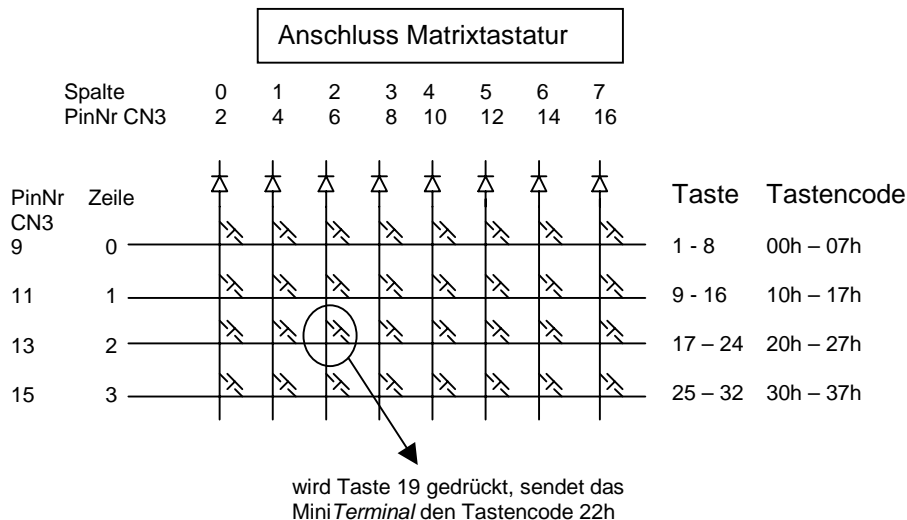 Anschluss Matrixtastatur
Spalte 0 1 2 3 4 5 6 7
PinNr CN3 2 4 6 8 10 12 14 16
PinNr Zeile Taste Tastencode
CN3
9 0 1 - 8 00h – 07h
11 1 9 - 16 10h – 17h
13 2 17 – 24 20h – 27h
15 3 25 – 32 30h – 37h
wird Taste 19 gedrückt, sendet das
MiniTerminal den Tastencode 22h